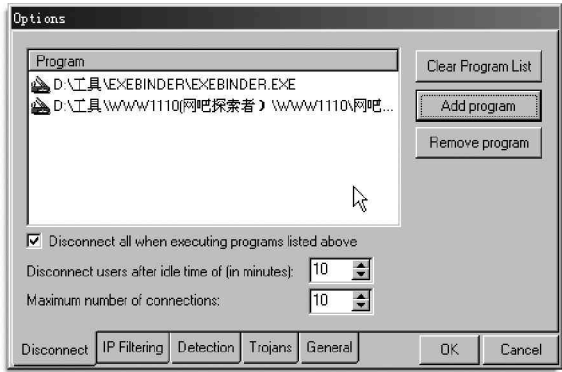 Options
Program
Clear Program List
D:\工具\EXEBINDER\EXEBINDER.EXE
Add program
D:\工具\WWW1110(网吧探索者）\WWW1110\网吧...
Remove program
Disconnect all when executing programs listed above
Disconnect users after idle time of (in minutes): 10
Maximum number of connections: 10
Disconnect IP Filtering Detection Trojans General OK Cancel